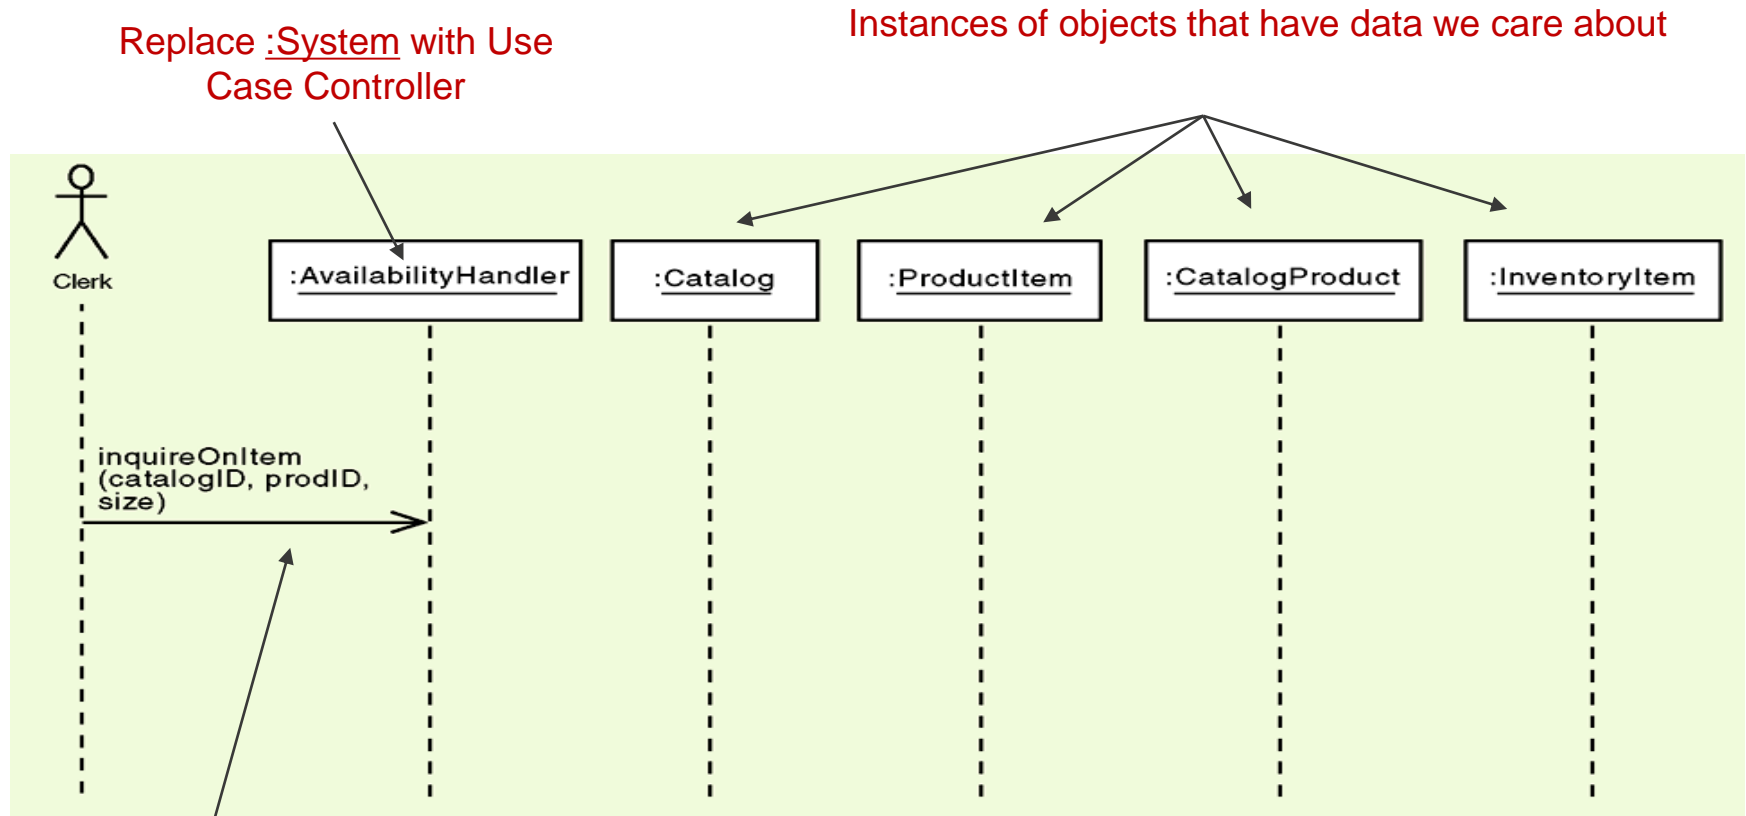 Replace :System with Use
Case Controller
Instances of objects that have data we care about
Clerk
:AvailabilityHandler
:Catalog
:ProductItem
:CatalogProduct
:InventoryItem
inquireOnItem
(catalogID, prodID,
size)